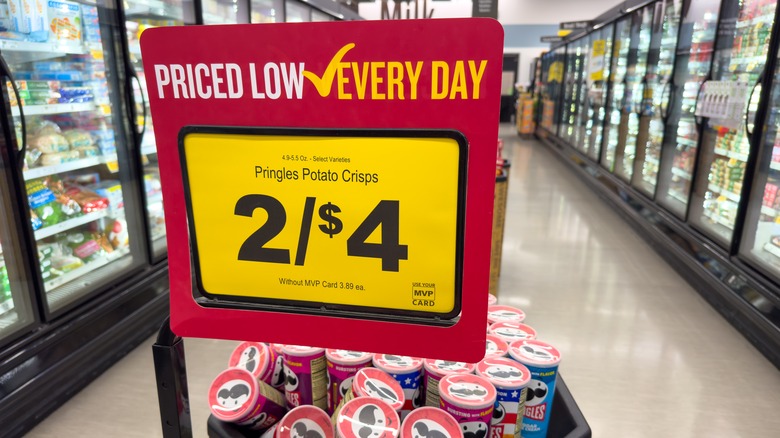 Milk
PRICED LOW EVERY DAY
4.9-5.5 Oz. - Select Varieties
Pringles Potato Crisps
2/$4
Without MVP Card 3.89 ea.
USE YOUR
MVP
CARD